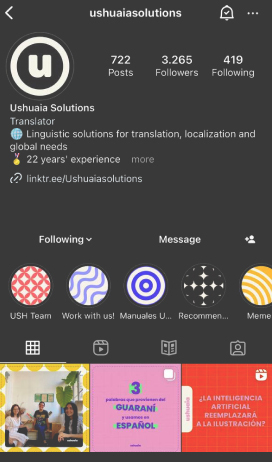 ushuaiasolutions
u
722
3.265
419
Posts
Followers
Following
Ushuaia Solutions
Translator
Linguistic solutions for translation, localization and
global needs
22 years' experience more
linktr.ee/Ushuaiasolutions
Following
Message
USH Team
Work with us!
Manuales U...
Recommen...
Meme
3
palabras que provienen del
GUARANÍ
y usamos en
ESPAÑOL
¿LA INTELIGENCIA
ARTIFICIAL
REEMPLAZARÁ
A LA ILUSTRACIÓN?
ushuaia